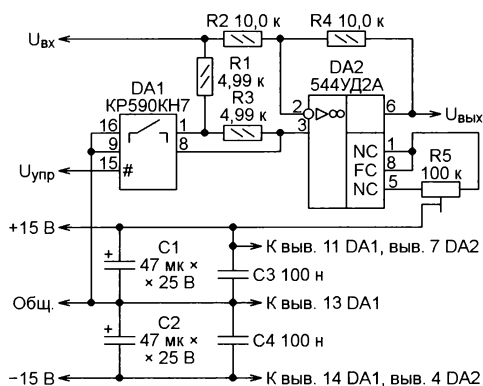 R2 10,0 к R4 10,0 к
Uвх
R1
4,99 к
DA1
КР590КН7
R3
4,99 к
DA2
544УД2А
16
9
15
#
1
8
2
3
6
Uвых
NC
FC
NC
1
8
5
R5
100 к
Uупр
+15 В
+
C1
47 мк ×
× 25 В
К выв. 11 DA1, выв. 7 DA2
C3 100 н
Общ.
К выв. 13 DA1
+
C2
47 мк ×
× 25 В
C4 100 н
−15 В
К выв. 14 DA1, выв. 4 DA2